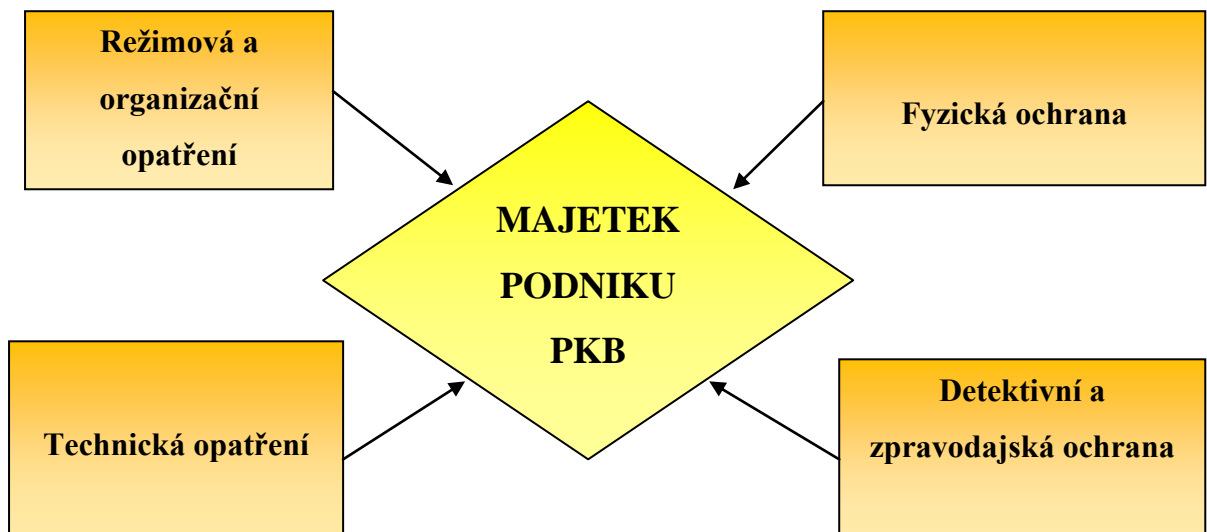 Režimová a
organizační
opatření
Fyzická ochrana
MAJETEK
PODNIKU
PKB
Technická opatření
Detektivní a
zpravodajská ochrana